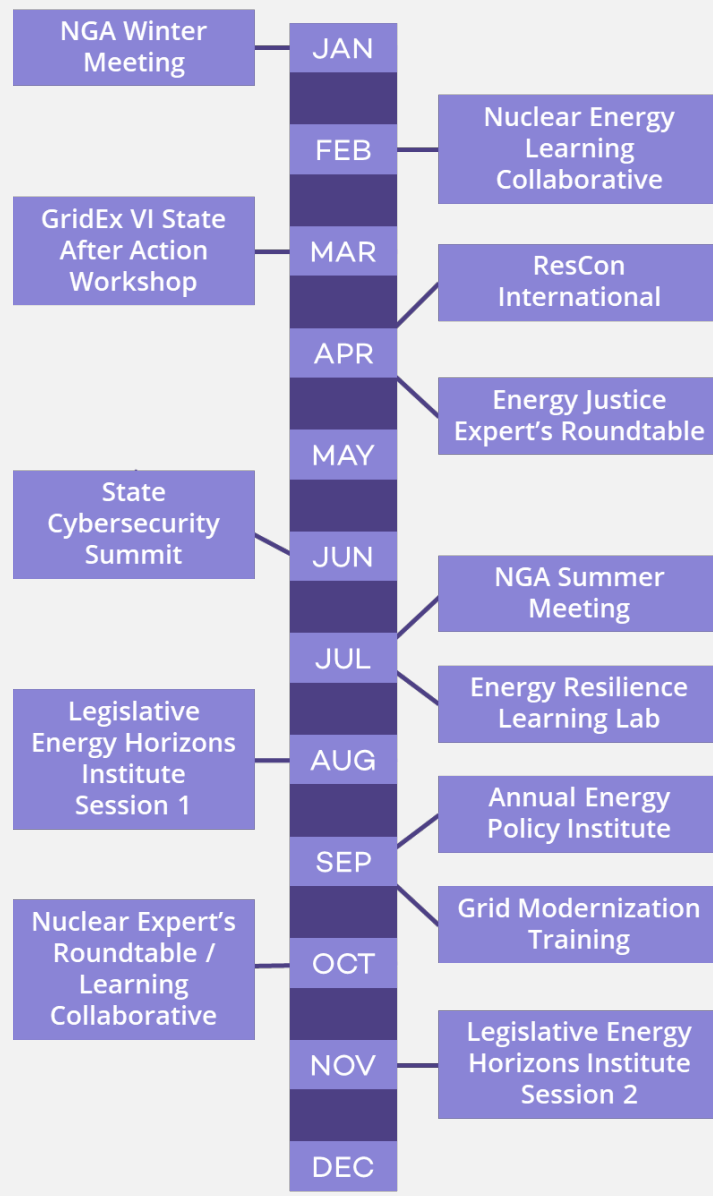 NGA Winter
Meeting
JAN
FEB
Nuclear Energy
Learning
Collaborative
GridEx VI State
After Action
Workshop
MAR
ResCon
International
APR
Energy Justice
Expert’s Roundtable
MAY
State
Cybersecurity
Summit
JUN
NGA Summer
Meeting
JUL
Energy Resilience
Learning Lab
Legislative
Energy Horizons
Institute
Session 1
AUG
Annual Energy
Policy Institute
SEP
Grid Modernization
Training
Nuclear Expert’s
Roundtable /
Learning
Collaborative
OCT
NOV
Legislative Energy
Horizons Institute
Session 2
DEC